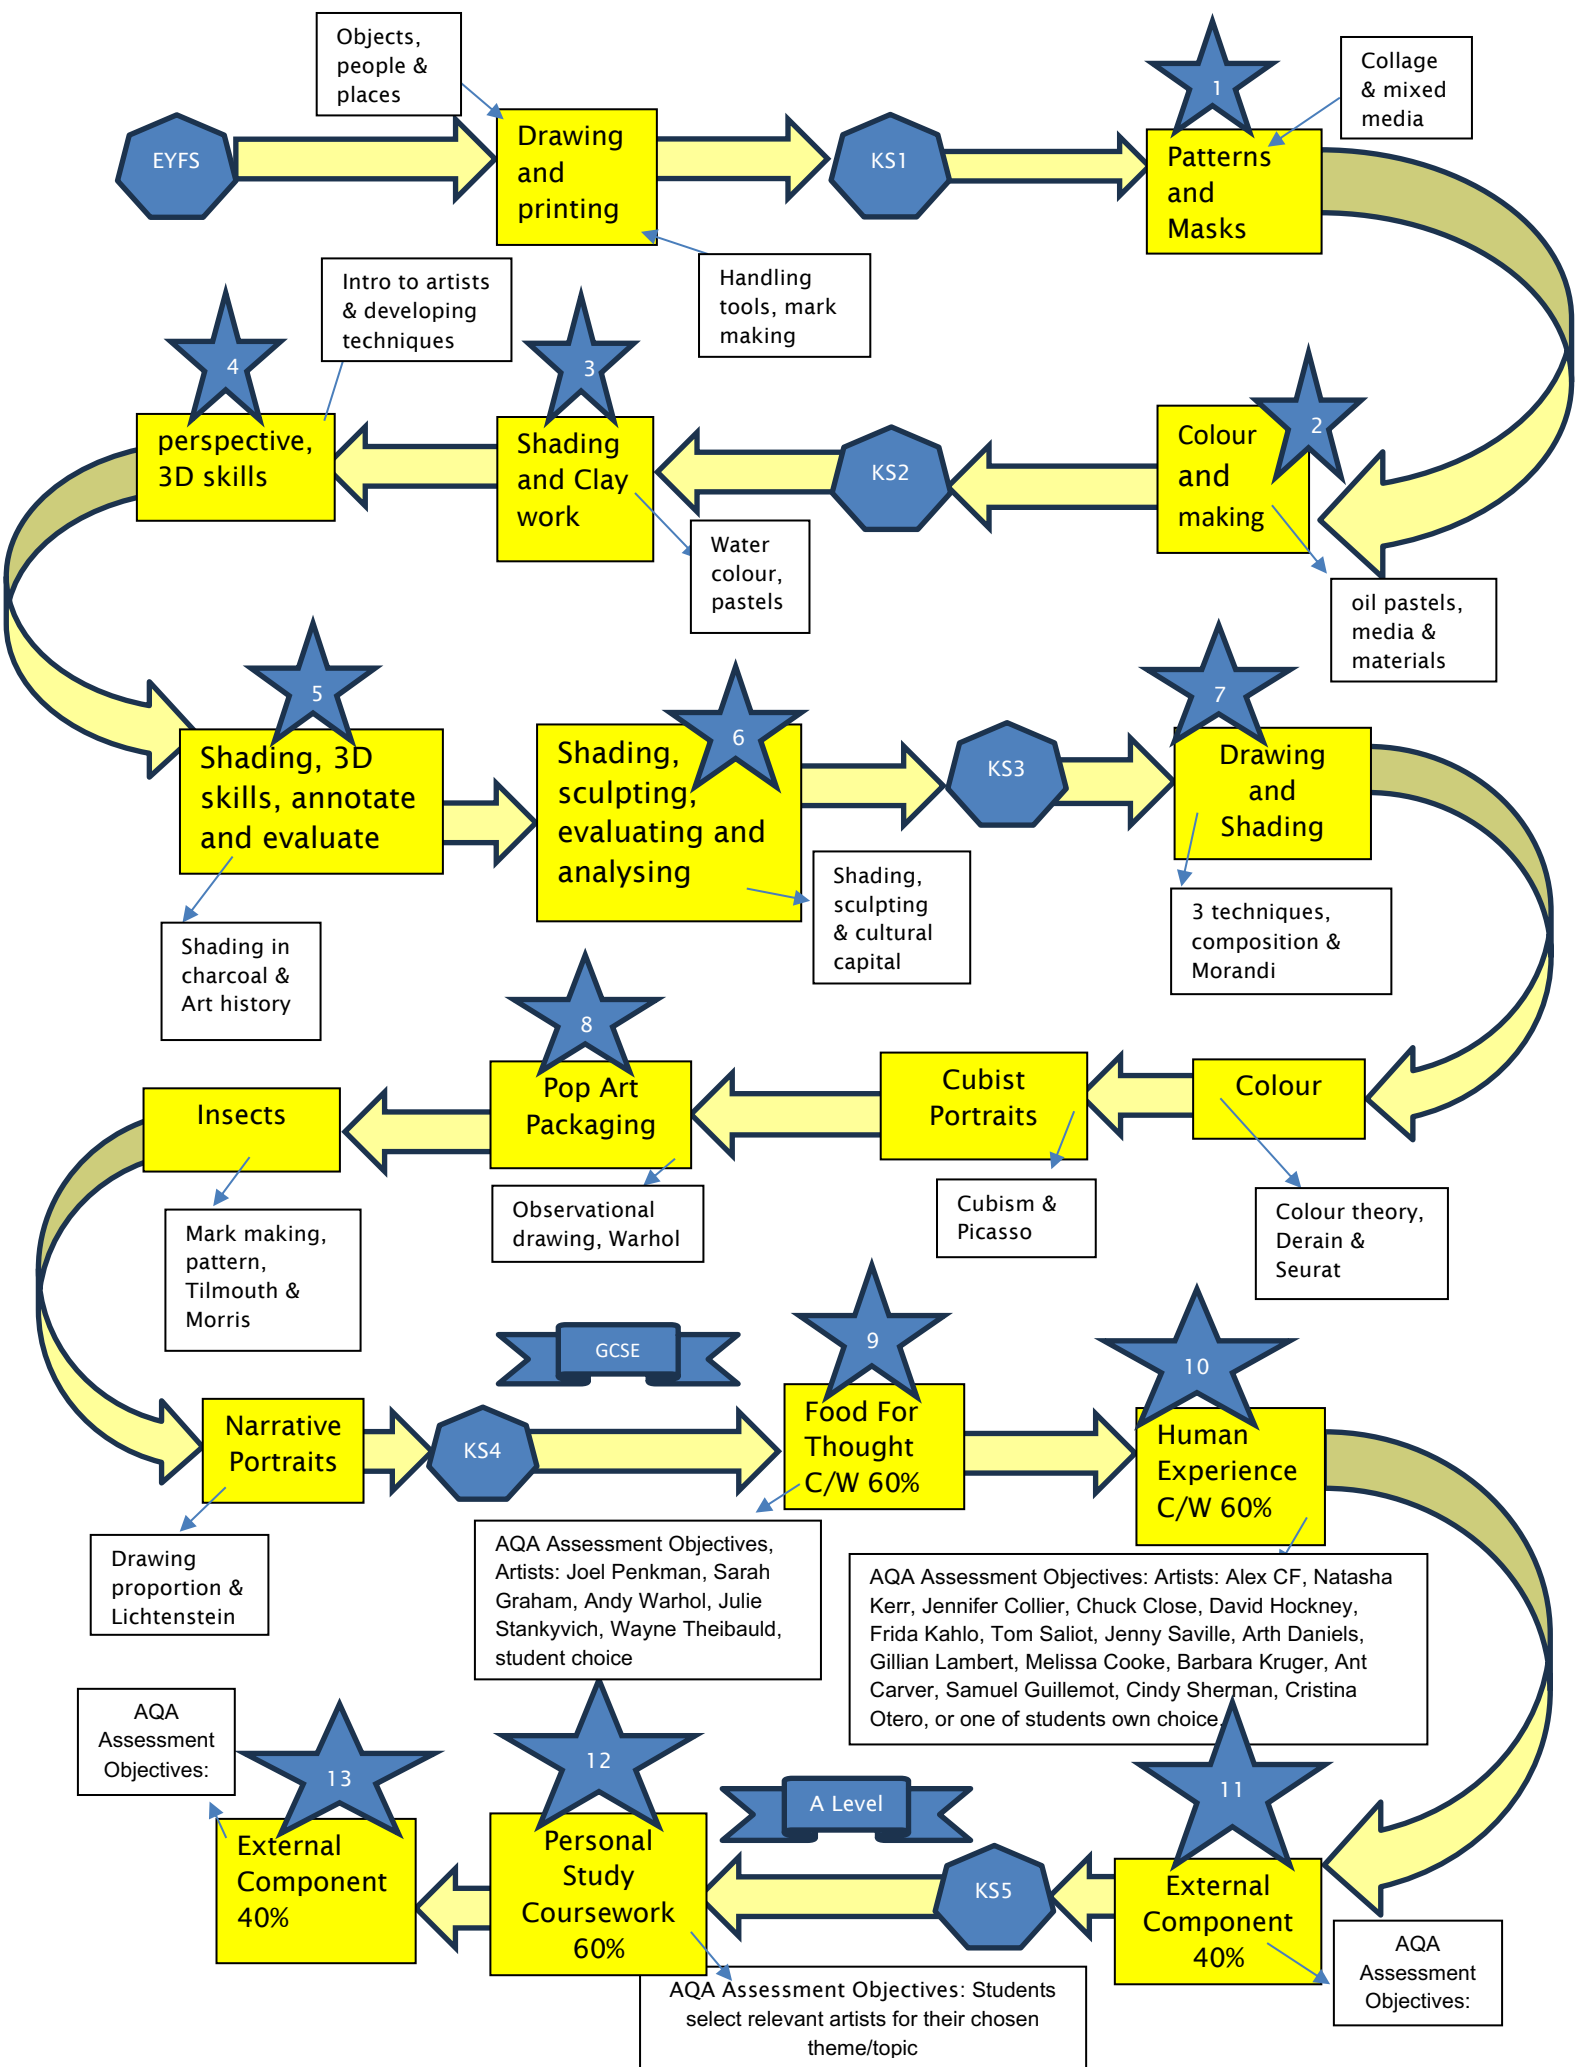 Objects,
people &
places
EYFS
Drawing
and
printing
Handling
tools, mark
making
KS1
1
Patterns
and
Masks
Collage
& mixed
media
2
Colour
and
making
oil pastels,
media &
materials
KS2
3
Shading
and Clay
work
Water
colour,
pastels
Intro to artists
& developing
techniques
4
perspective,
3D skills
5
Shading, 3D
skills, annotate
and evaluate
Shading in
charcoal &
Art history
6
Shading,
sculpting,
evaluating and
analysing
Shading,
sculpting
& cultural
capital
KS3
7
Drawing
and
Shading
3 techniques,
composition &
Morandi
Colour
Colour theory,
Derain &
Seurat
Cubist
Portraits
Cubism &
Picasso
8
Pop Art
Packaging
Observational
drawing, Warhol
Insects
Mark making,
pattern,
Tilmouth &
Morris
Narrative
Portraits
Drawing
proportion &
Lichtenstein
KS4
GCSE
9
Food For
Thought
C/W 60%
AQA Assessment Objectives,
Artists: Joel Penkman, Sarah
Graham, Andy Warhol, Julie
Stankyvich, Wayne Theibauld,
student choice
10
Human
Experience
C/W 60%
AQA Assessment Objectives: Artists: Alex CF, Natasha
Kerr, Jennifer Collier, Chuck Close, David Hockney,
Frida Kahlo, Tom Saliot, Jenny Saville, Arth Daniels,
Gillian Lambert, Melissa Cooke, Barbara Kruger, Ant
Carver, Samuel Guillemot, Cindy Sherman, Cristina
Otero, or one of students own choice.
11
External
Component
40%
AQA
Assessment
Objectives:
KS5
A Level
12
Personal
Study
Coursework
60%
AQA Assessment Objectives: Students
select relevant artists for their chosen
theme/topic
13
External
Component
40%
AQA
Assessment
Objectives: